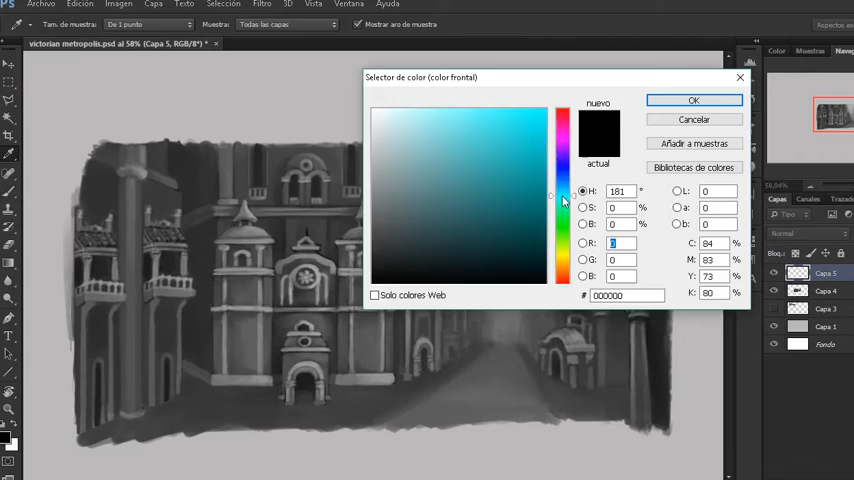 Ps Archivo Edición Imagen Capa Texto Selección Filtro 3D Vista Ventana Ayuda
Tam. de muestra: De 1 punto Muestra: Todas las capas Mostrar aro de muestra Aspectos es
victorian metropolis.psd al 58% (Capa 5, RGB/8*) * ×
Color Muestras Naveg
Selector de color (color frontal)
nuevo
actual
OK
Cancelar
Añadir a muestras
Bibliotecas de colores
H: 181 ° L: 0
S: 0 % a: 0
B: 0 % b: 0
R: 0 C: 84 %
G: 0 M: 83 %
B: 0 Y: 73 %
# 000000 K: 80 %
Solo colores Web
58,04%
Capas Canales Traz
Tipo
Normal
Bloq.:
Capa 5
Capa 4
Capa 3
Capa 1
Fondo